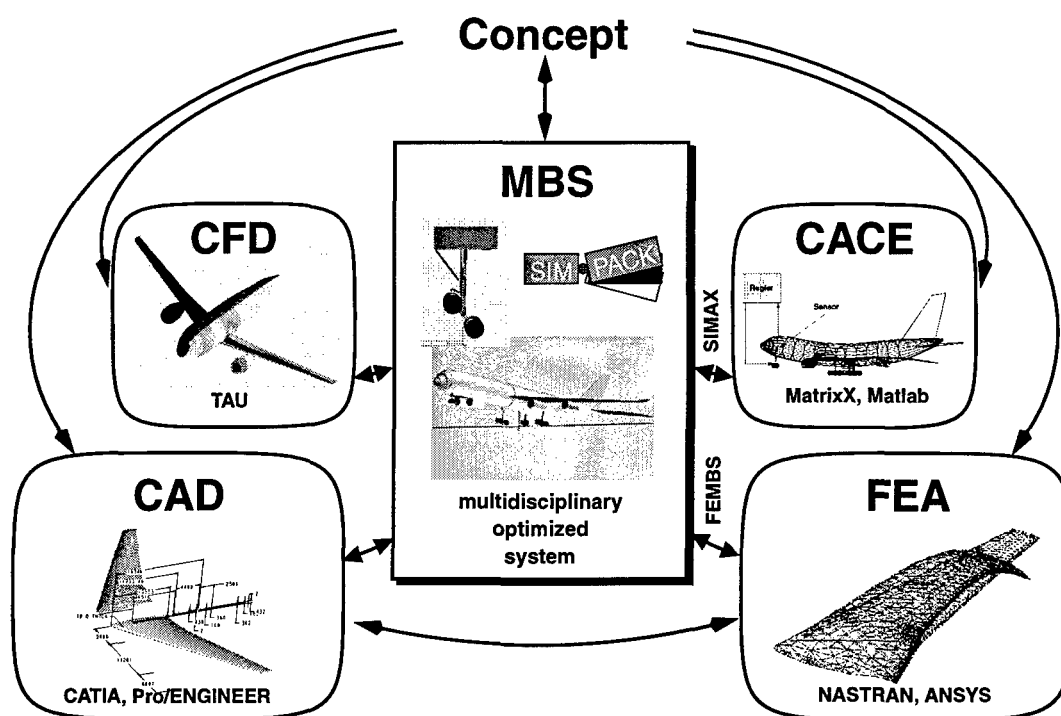 Concept
MBS
SIM PACK
multidisciplinary
optimized
system
CFD
TAU
CACE
Regler
Sensor
MatrixX, Matlab
SIMAX
FEMBS
CAD
CATIA, Pro/ENGINEER
FEA
NASTRAN, ANSYS